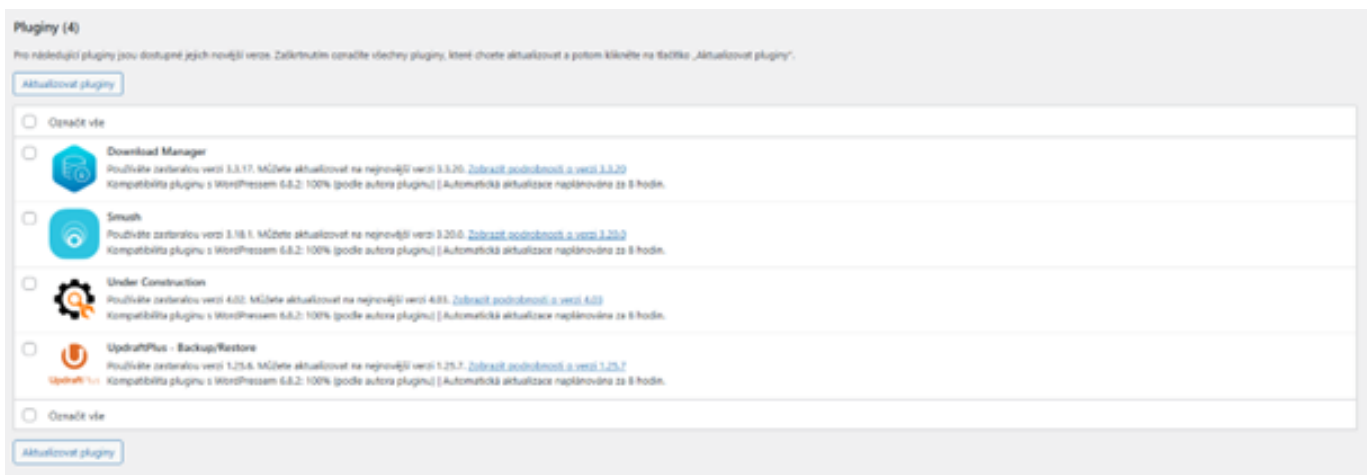 Pluginy (4)
Pro následující pluginy jsou dostupné jejich novější verze. Zaškrtnutím označíte všechny pluginy, které chcete aktualizovat a potom klikněte na tlačítko „Aktualizovat pluginy“.
Aktualizovat pluginy
Označit vše
Download Manager
Používáte zastaralou verzi 3.3.17. Můžete aktualizovat na nejnovější verzi 3.3.20. Zobrazit podrobnosti o verzi 3.3.20
Kompatibilita pluginu s WordPressem 6.8.2: 100% (podle autora pluginu) | Automatická aktualizace naplánována za 8 hodin.
Smush
Používáte zastaralou verzi 3.18.1. Můžete aktualizovat na nejnovější verzi 3.20.0. Zobrazit podrobnosti o verzi 3.20.0
Kompatibilita pluginu s WordPressem 6.8.2: 100% (podle autora pluginu) | Automatická aktualizace naplánována za 8 hodin.
Under Construction
Používáte zastaralou verzi 4.02. Můžete aktualizovat na nejnovější verzi 4.03. Zobrazit podrobnosti o verzi 4.03
Kompatibilita pluginu s WordPressem 6.8.2: 100% (podle autora pluginu) | Automatická aktualizace naplánována za 8 hodin.
UpdraftPlus - Backup/Restore
Používáte zastaralou verzi 1.25.6. Můžete aktualizovat na nejnovější verzi 1.25.7. Zobrazit podrobnosti o verzi 1.25.7
UpdraftPlus Kompatibilita pluginu s WordPressem 6.8.2: 100% (podle autora pluginu) | Automatická aktualizace naplánována za 8 hodin.
Označit vše
Aktualizovat pluginy